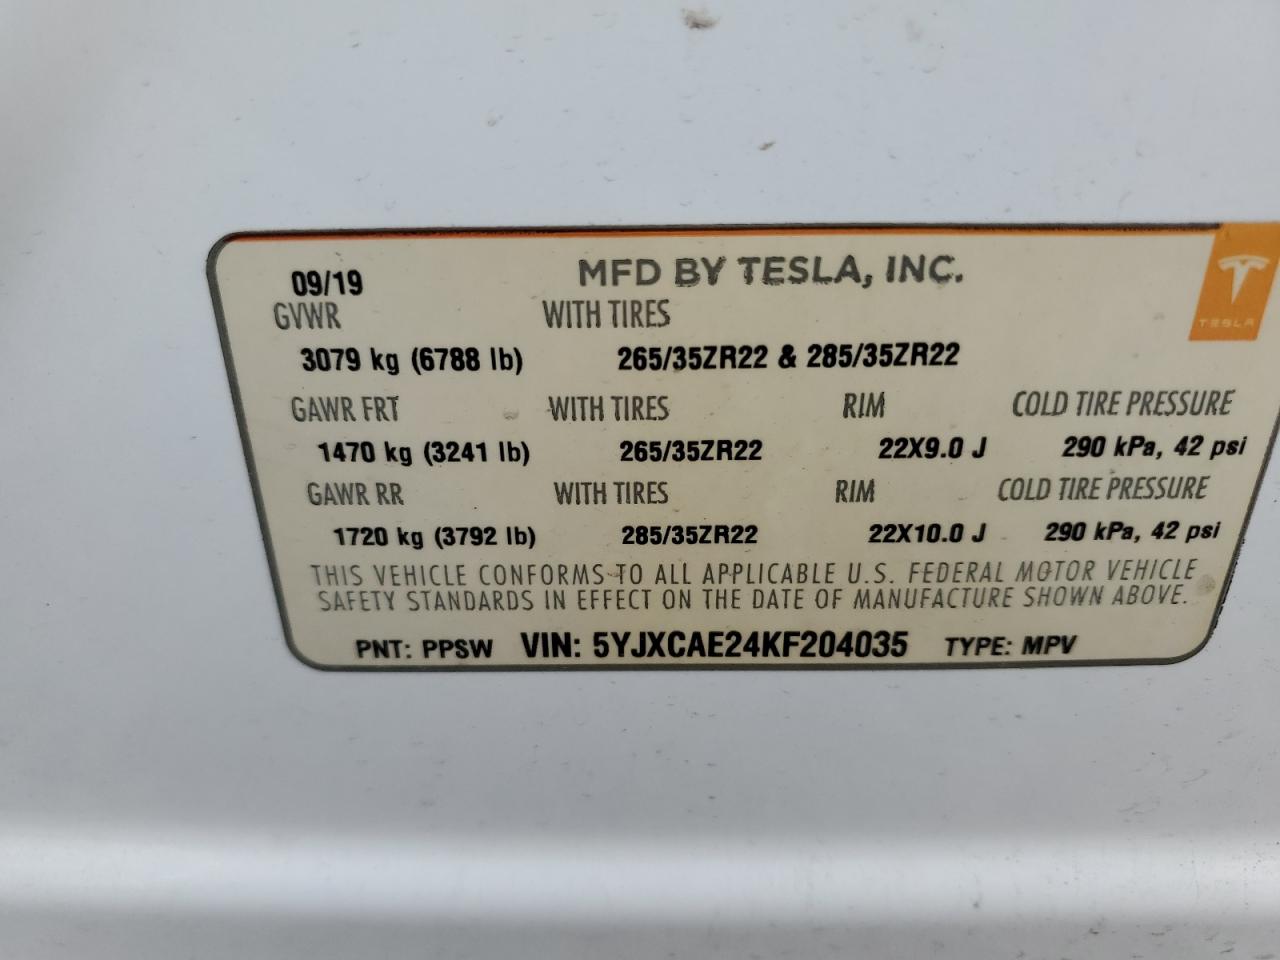 09/19 MFD BY TESLA, INC.
TESLA
GVWR WITH TIRES
3079 kg (6788 lb) 265/35ZR22 & 285/35ZR22
GAWR FRT WITH TIRES RIM COLD TIRE PRESSURE
1470 kg (3241 lb) 265/35ZR22 22X9.0 J 290 kPa, 42 psi
GAWR RR WITH TIRES RIM COLD TIRE PRESSURE
1720 kg (3792 lb) 285/35ZR22 22X10.0 J 290 kPa, 42 psi
THIS VEHICLE CONFORMS TO ALL APPLICABLE U.S. FEDERAL MOTOR VEHICLE
SAFETY STANDARDS IN EFFECT ON THE DATE OF MANUFACTURE SHOWN ABOVE.
PNT: PPSW VIN: 5YJXCAE24KF204035 TYPE: MPV